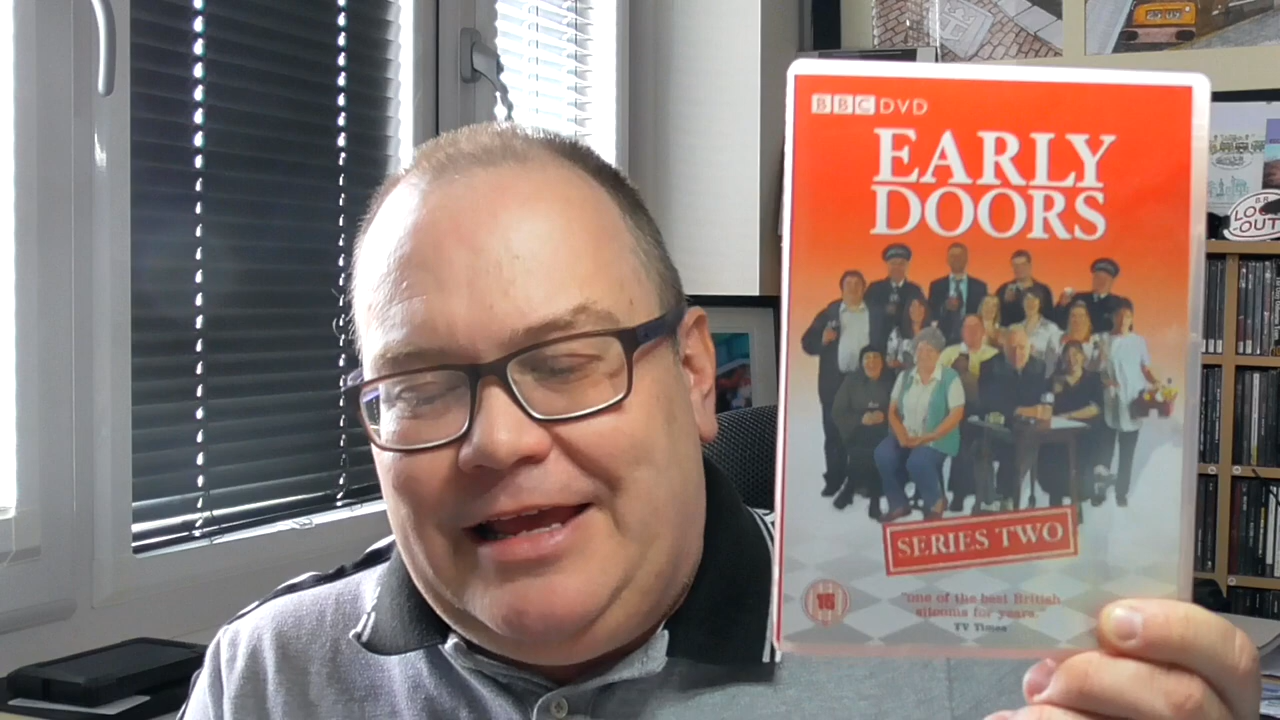 BBC DVD
EARLY
DOORS
SERIES TWO
15
"one of the best British
sitcoms for years."
TV Times
LOOK
-OUT